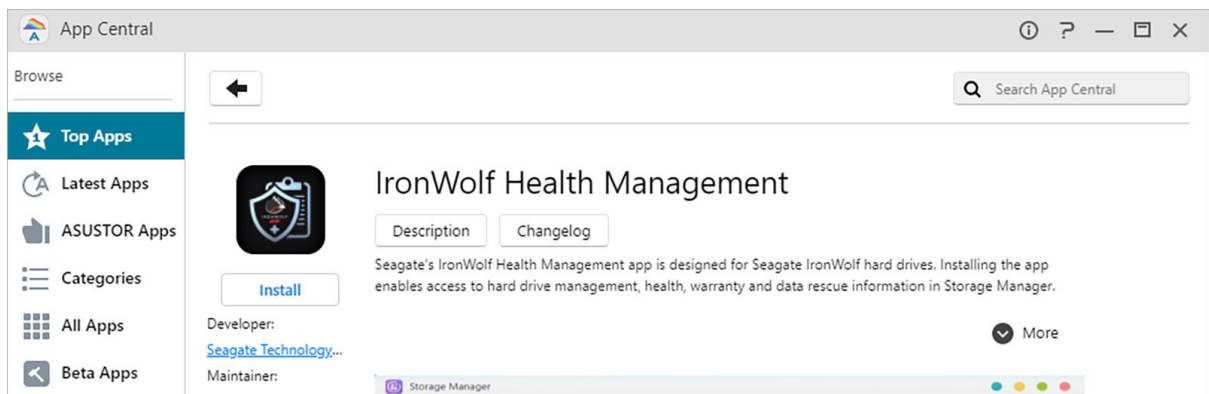 App Central
Browse
Search App Central
Top Apps
Latest Apps
ASUSTOR Apps
Categories
All Apps
Beta Apps
IronWolf Health Management
Description
Changelog
Seagate's IronWolf Health Management app is designed for Seagate IronWolf hard drives. Installing the app
enables access to hard drive management, health, warranty and data rescue information in Storage Manager.
Install
More
Developer:
Seagate Technology...
Maintainer:
Storage Manager